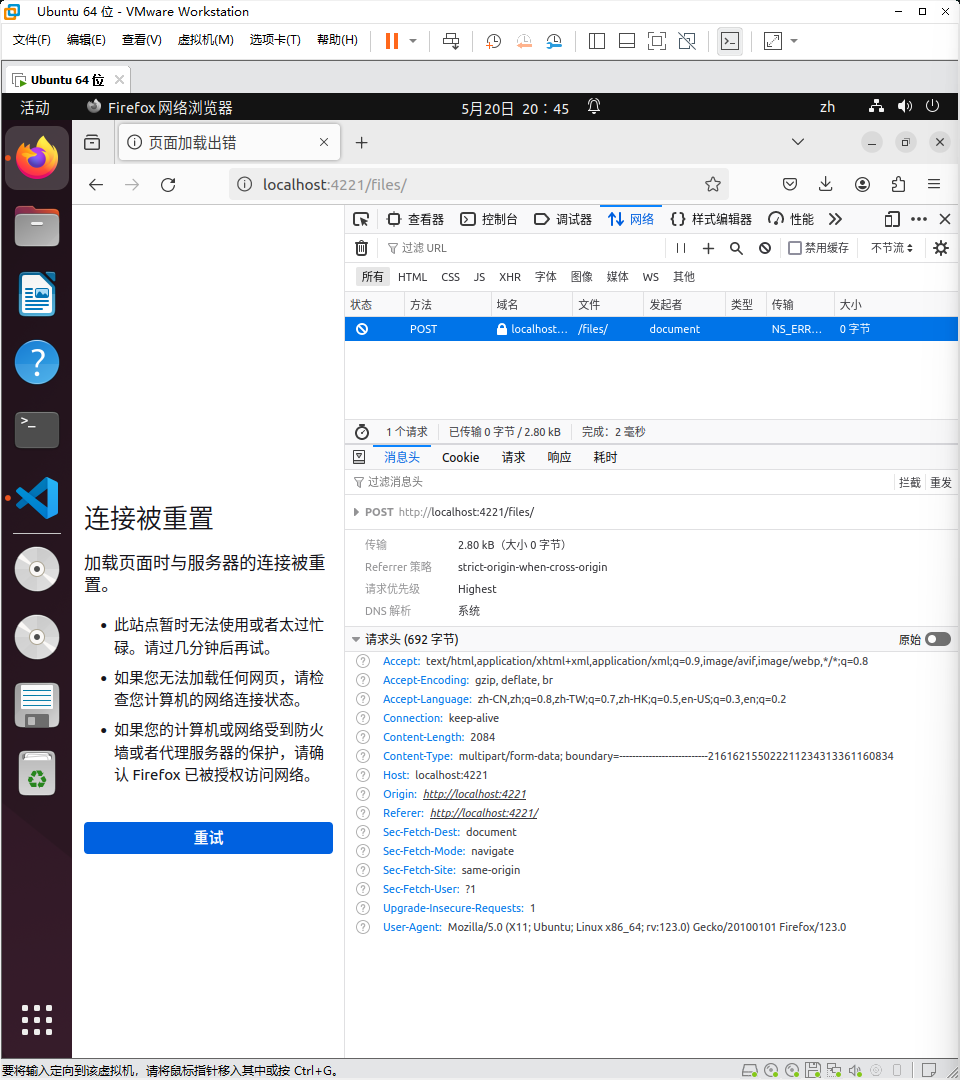 Ubuntu 64 位 - VMware Workstation
文件(F) 编辑(E) 查看(V) 虚拟机(M) 选项卡(T) 帮助(H)
Ubuntu 64 位
活动 Firefox 网络浏览器 5月20日 20：45 zh
页面加载出错
localhost:4221/files/
查看器 控制台 调试器 网络 样式编辑器 性能
过滤 URL 禁用缓存 不节流
所有 HTML CSS JS XHR 字体 图像 媒体 WS 其他
状态 方法 域名 文件 发起者 类型 传输 大小
POST localhost... /files/ document NS_ERR... 0 字节
1 个请求 已传输 0 字节 / 2.80 kB 完成：2 毫秒
消息头 Cookie 请求 响应 耗时
过滤消息头 拦截 重发
POST http://localhost:4221/files/
传输 2.80 kB（大小 0 字节）
Referrer 策略 strict-origin-when-cross-origin
请求优先级 Highest
DNS 解析 系统
请求头 (692 字节) 原始
Accept: text/html,application/xhtml+xml,application/xml;q=0.9,image/avif,image/webp,*/*;q=0.8
Accept-Encoding: gzip, deflate, br
Accept-Language: zh-CN,zh;q=0.8,zh-TW;q=0.7,zh-HK;q=0.5,en-US;q=0.3,en;q=0.2
Connection: keep-alive
Content-Length: 2084
Content-Type: multipart/form-data; boundary=---------------------------216162155022211234313361160834
Host: localhost:4221
Origin: http://localhost:4221
Referer: http://localhost:4221/
Sec-Fetch-Dest: document
Sec-Fetch-Mode: navigate
Sec-Fetch-Site: same-origin
Sec-Fetch-User: ?1
Upgrade-Insecure-Requests: 1
User-Agent: Mozilla/5.0 (X11; Ubuntu; Linux x86_64; rv:123.0) Gecko/20100101 Firefox/123.0
连接被重置
加载页面时与服务器的连接被重
置。
此站点暂时无法使用或者太过忙
碌。请过几分钟后再试。
如果您无法加载任何网页，请检
查您计算机的网络连接状态。
如果您的计算机或网络受到防火
墙或者代理服务器的保护，请确
认 Firefox 已被授权访问网络。
重试
要将输入定向到该虚拟机，请将鼠标指针移入其中或按 Ctrl+G。